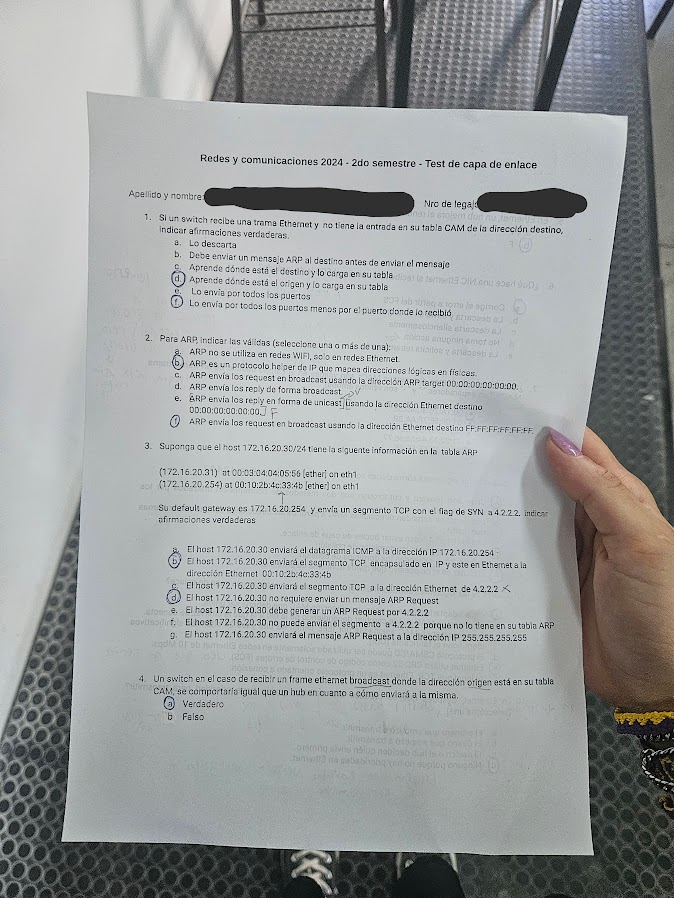 Redes y comunicaciones 2024 - 2do semestre - Test de capa de enlace
Apellido y nombre:
Nro de legajo
1. Si un switch recibe una trama Ethernet y no tiene la entrada en su tabla CAM de la dirección destino,
indicar afirmaciones verdaderas.
a. Lo descarta
b. Debe enviar un mensaje ARP al destino antes de enviar el mensaje
c. Aprende dónde está el destino y lo carga en su tabla
d. Aprende dónde está el origen y lo carga en su tabla
e. Lo envía por todos los puertos
f. Lo envía por todos los puertos menos por el puerto donde lo recibió
2. Para ARP, indicar las válidas (seleccione una o más de una):
a. ARP no se utiliza en redes WIFI, solo en redes Ethernet.
b. ARP es un protocolo helper de IP que mapea direcciones lógicas en físicas.
c. ARP envía los request en broadcast usando la dirección ARP target 00:00:00:00:00:00.
d. ARP envía los reply de forma broadcast
V
e. ARP envía los reply en forma de unicast, usando la dirección Ethernet destino
00:00:00:00:00:00. F
f. ARP envía los request en broadcast usando la dirección Ethernet destino FF:FF:FF:FF:FF:FF
3. Suponga que el host 172.16.20.30/24 tiene la siguente información en la tabla ARP
(172.16.20.31) at 00:03:04:04:05:56 [ether] on eth1
(172.16.20.254) at 00:10:2b:4c:33:4b [ether] on eth1
Su default gateway es 172.16.20.254 y envía un segmento TCP con el flag de SYN a 4.2.2.2, indicar
afirmaciones verdaderas
a. El host 172.16.20.30 enviará el datagrama ICMP a la dirección IP 172.16.20.254
b. El host 172.16.20.30 enviará el segmento TCP encapsulado en IP y este en Ethernet a la
dirección Ethernet 00:10:2b:4c:33:4b
c. El host 172.16.20.30 enviará el segmento TCP a la dirección Ethernet de 4.2.2.2 X
d. El host 172.16.20.30 no requiere enviar un mensaje ARP Request
e. El host 172.16.20.30 debe generar un ARP Request por 4.2.2.2
f. El host 172.16.20.30 no puede enviar el segmento a 4.2.2.2 porque no lo tiene en su tabla ARP
g. El host 172.16.20.30 enviará el mensaje ARP Request a la dirección IP 255.255.255.255
4. Un switch en el caso de recibir un frame ethernet broadcast donde la dirección origen está en su tabla
CAM, se comportaría igual que un hub en cuanto a cómo enviará a la misma.
a Verdadero
b Falso